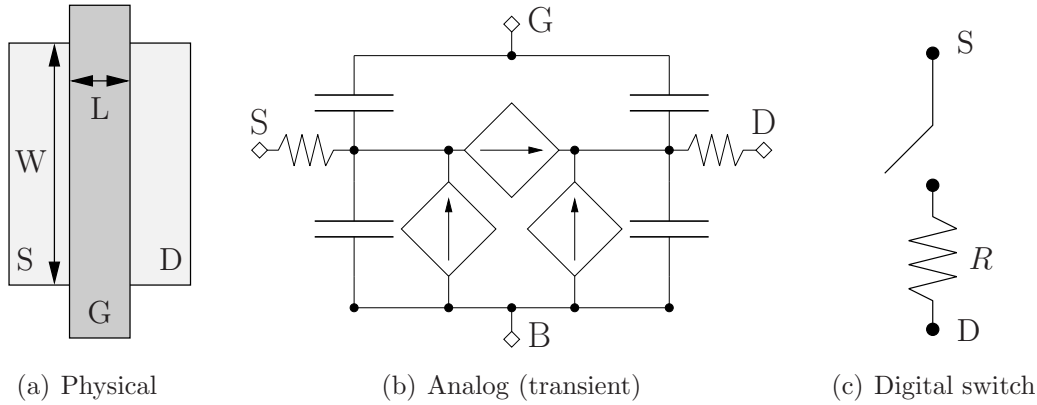 L
W
S
D
G
(a) Physical
G
S
D
B
(b) Analog (transient)
S
R
D
(c) Digital switch